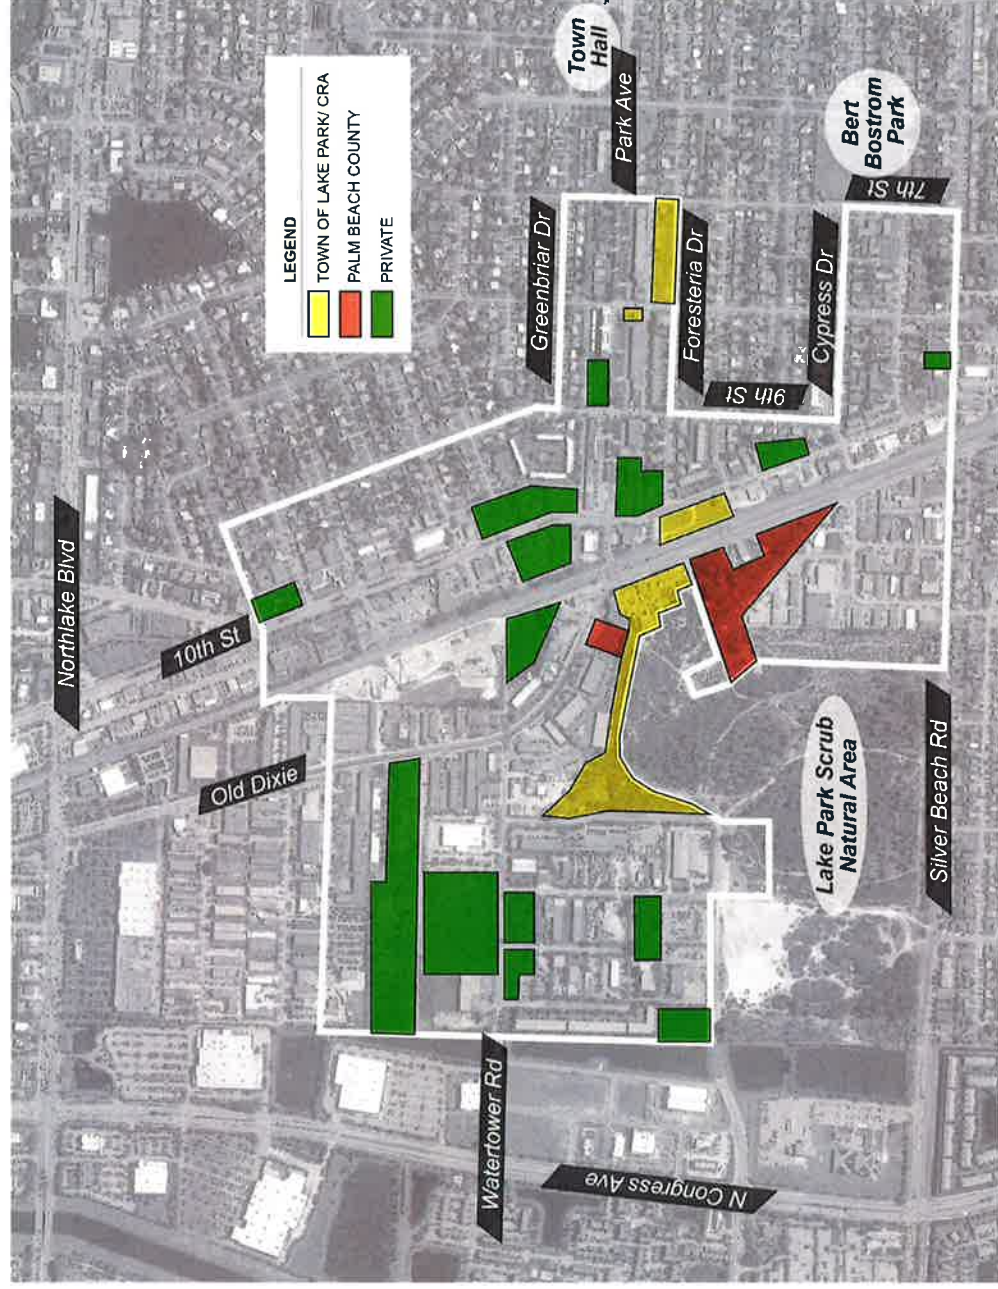 Northlake Blvd
10th St
Old Dixie
Watertower Rd
N Congress Ave
LEGEND
TOWN OF LAKE PARK/ CRA
PALM BEACH COUNTY
PRIVATE
Greenbriar Dr
Town
Hall
Park Ave
Foresteria Dr
9th St
Cypress Dr
7th St
Bert
Bostrom
Park
Lake Park Scrub
Natural Area
Silver Beach Rd